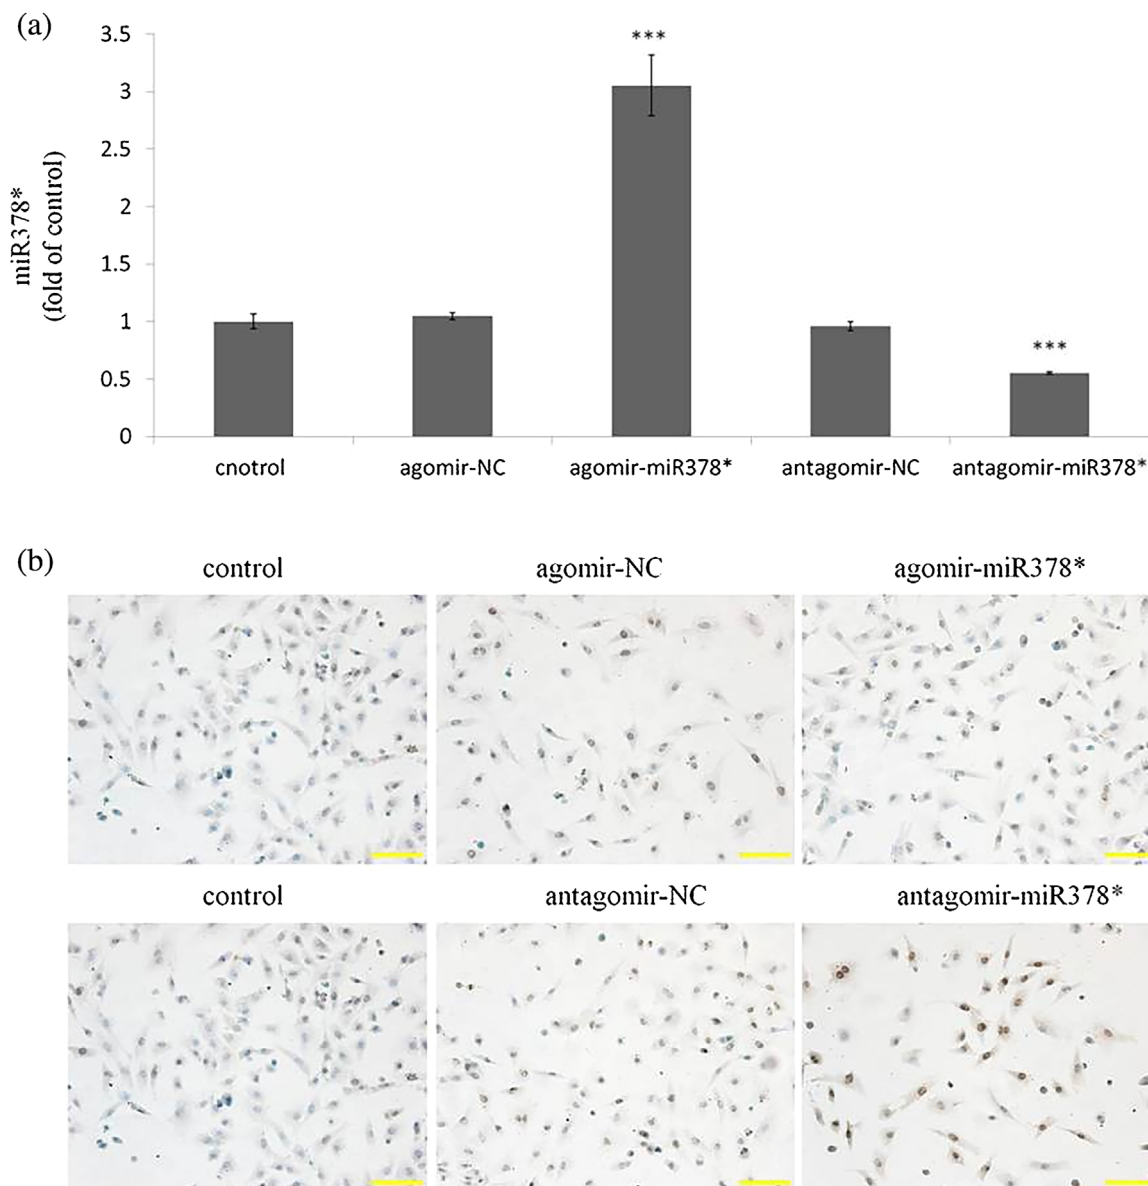 (a)
3.5
3
2.5
2
1.5
1
0.5
0
miR378*
(fold of control)
***
***
cnotrol agomir-NC agomir-miR378* antagomir-NC antagomir-miR378*
(b)
control agomir-NC agomir-miR378*
control antagomir-NC antagomir-miR378*